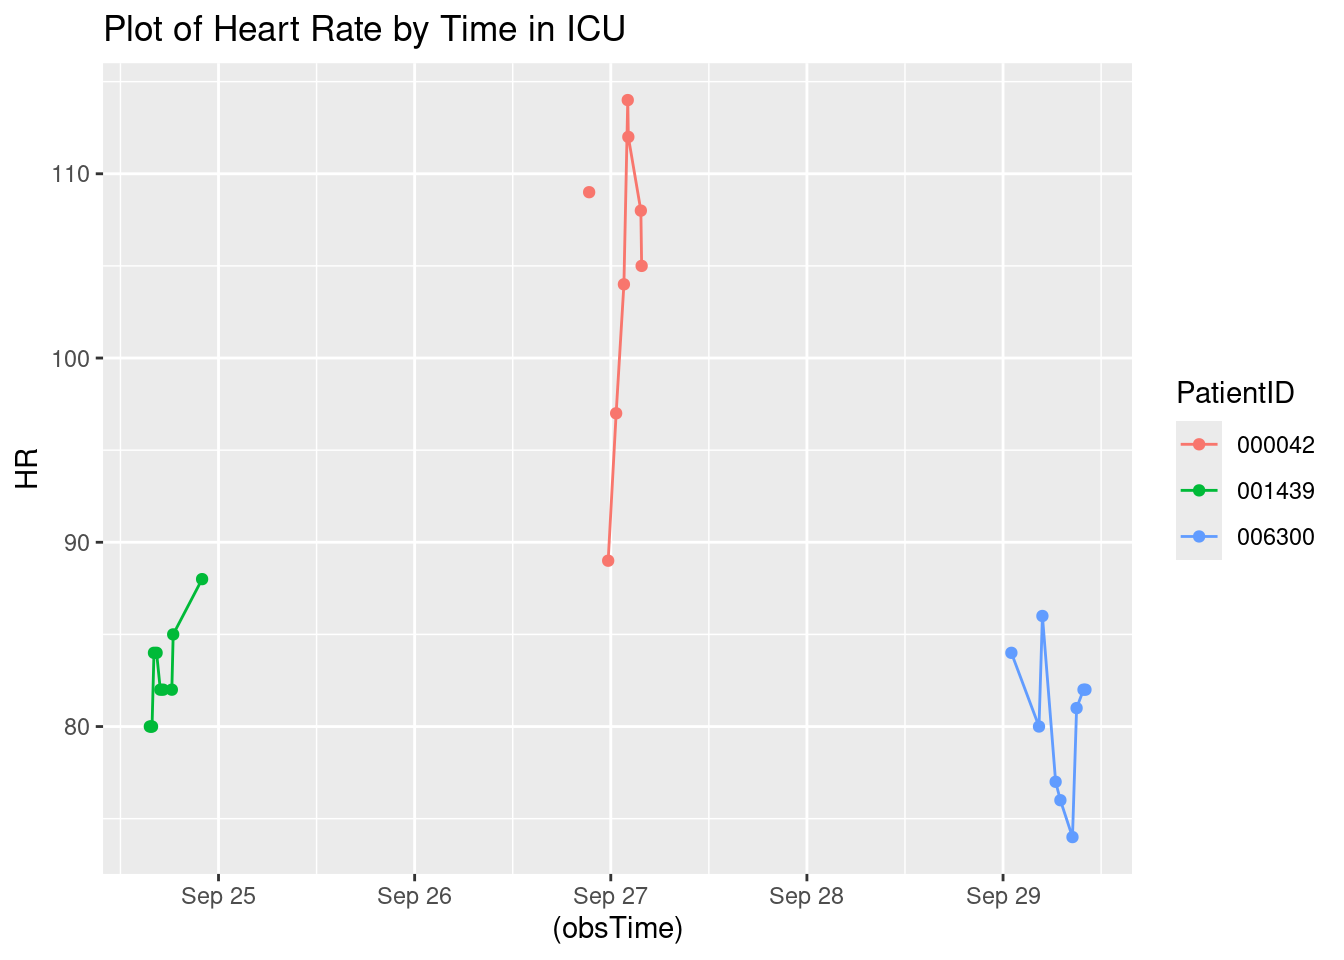 Plot of Heart Rate by Time in ICU
HR
110
100
90
80
Sep 25 Sep 26 Sep 27 Sep 28 Sep 29
(obsTime)
PatientID
000042
001439
006300